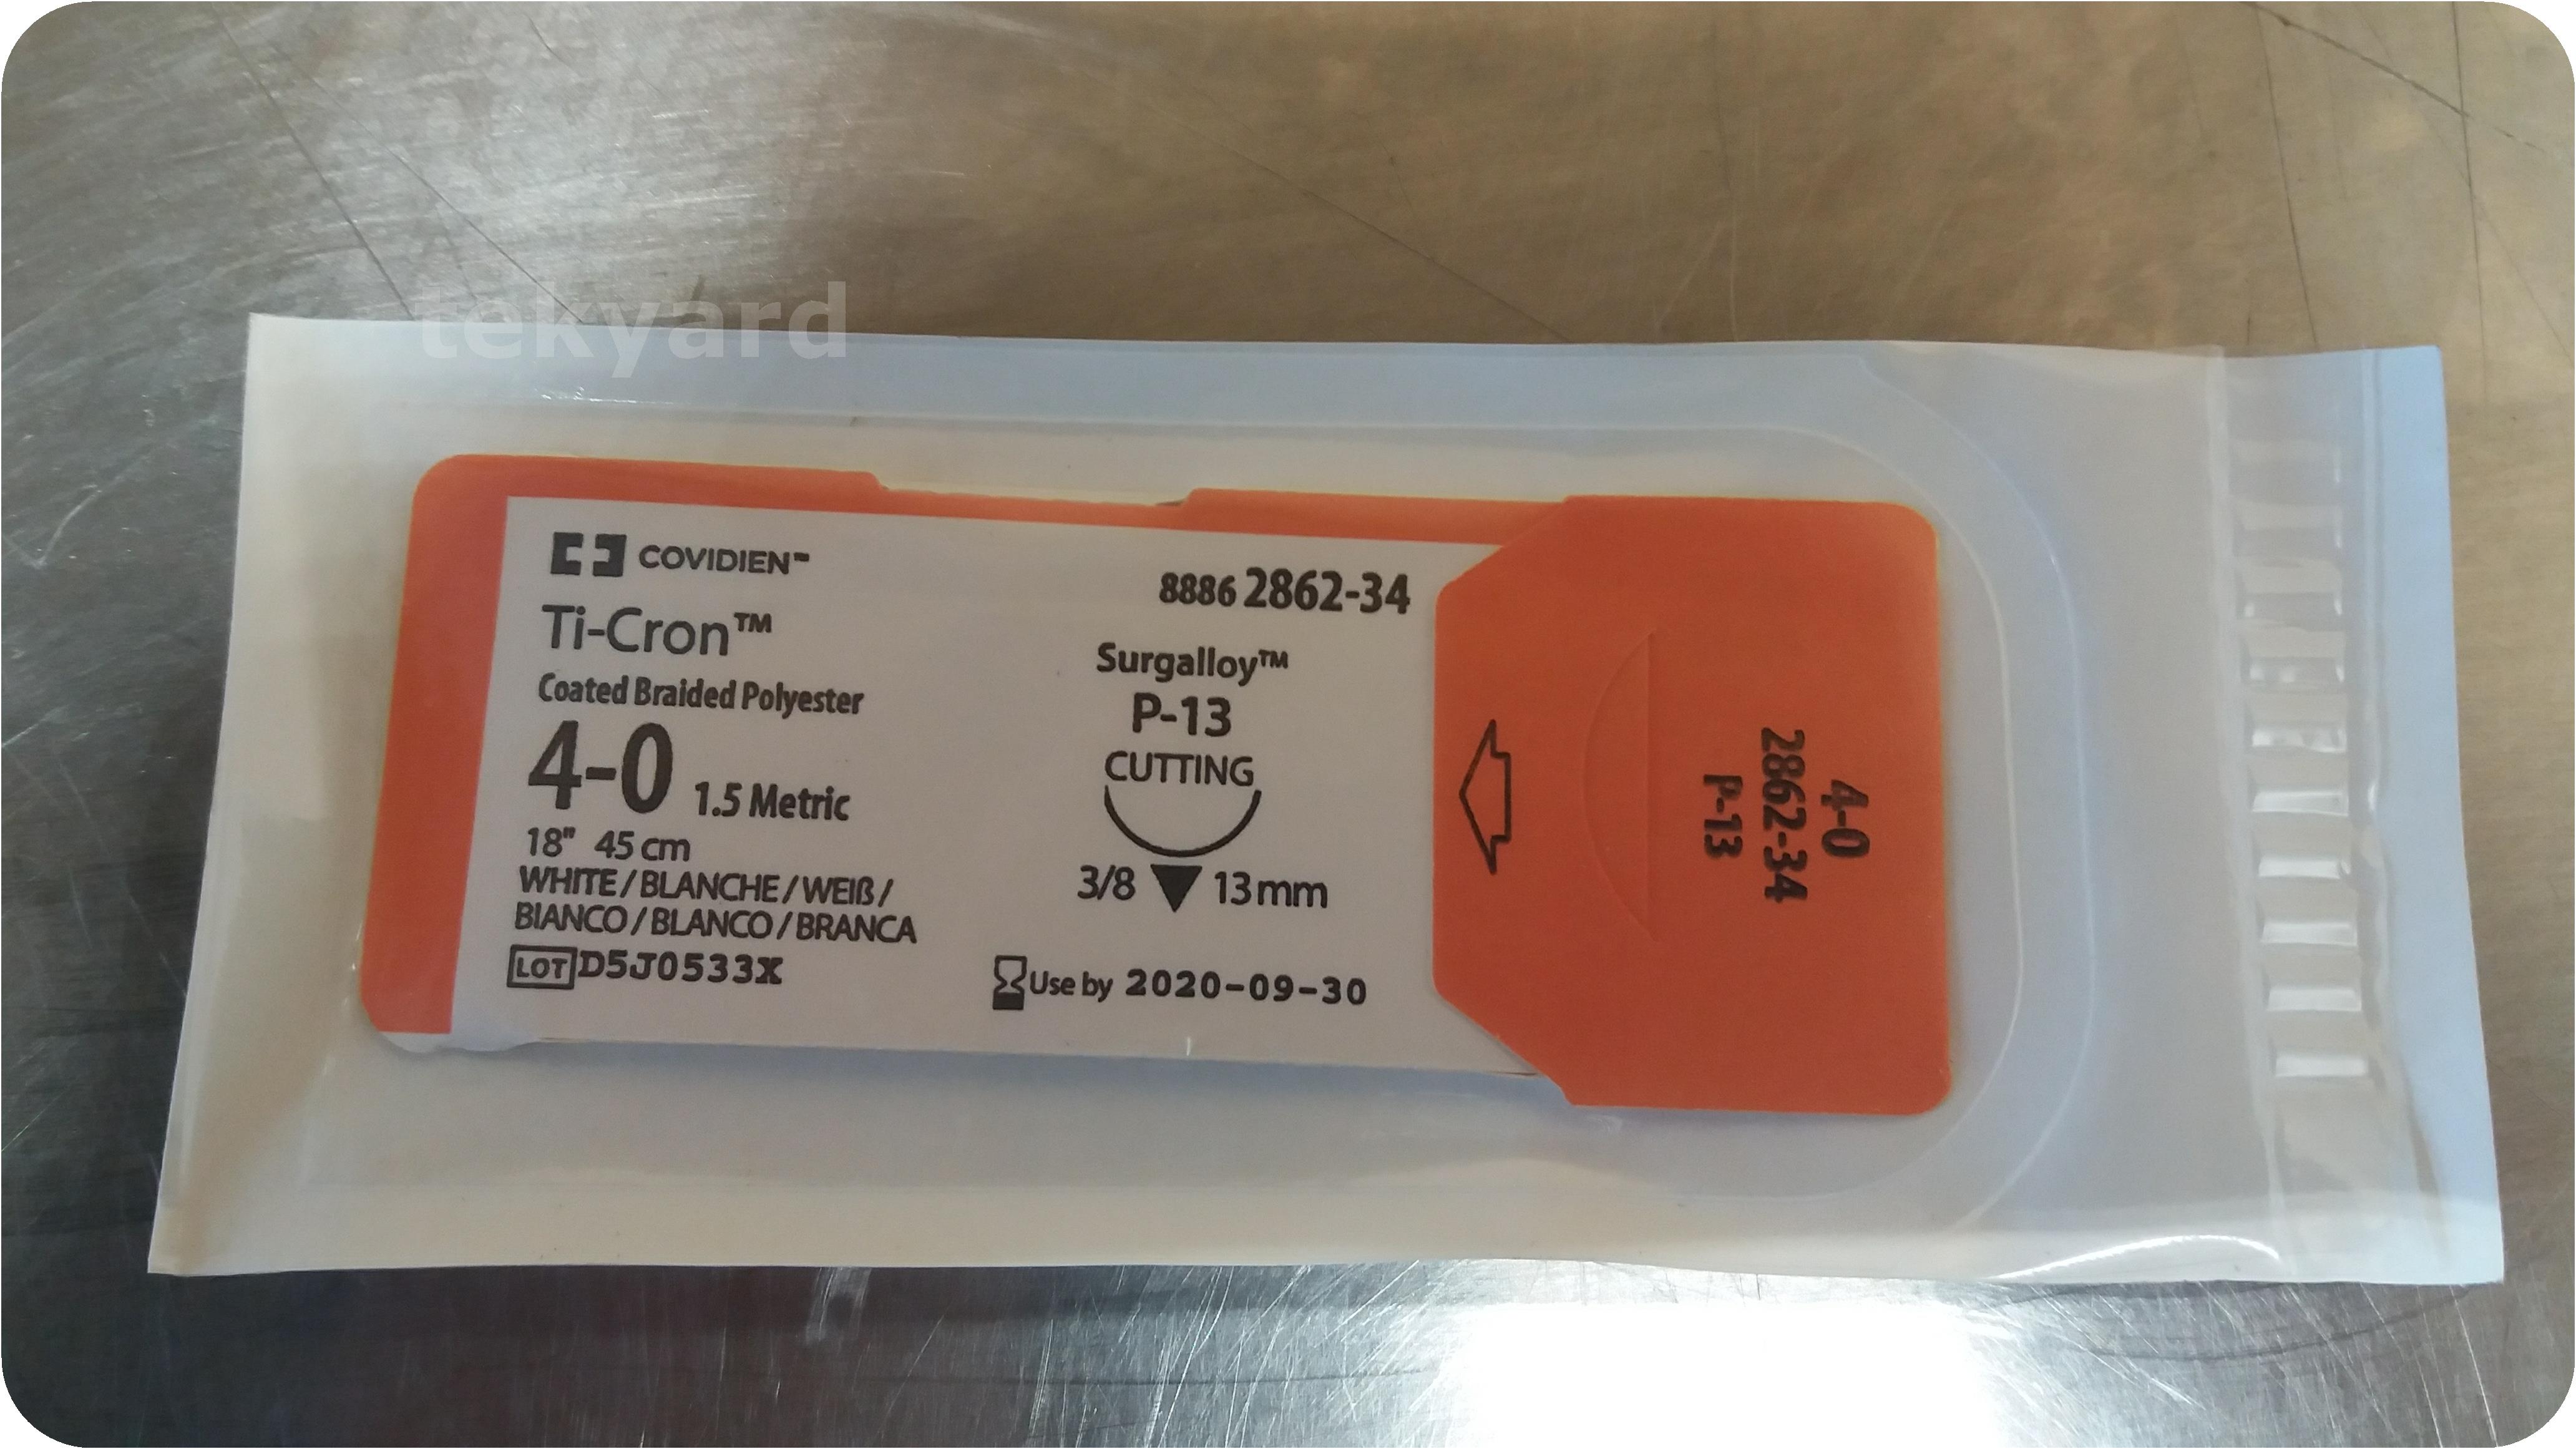 tekyard
COVIDIEN™
Ti-Cron™
Coated Braided Polyester
4-0 1.5 Metric
18" 45 cm
WHITE / BLANCHE / WEIß /
BIANCO / BLANCO / BRANCA
LOT D5J0533X
8886 2862-34
Surgalloy™
P-13
CUTTING
3/8 13mm
Use by 2020-09-30
4-0
2862-34
P-13